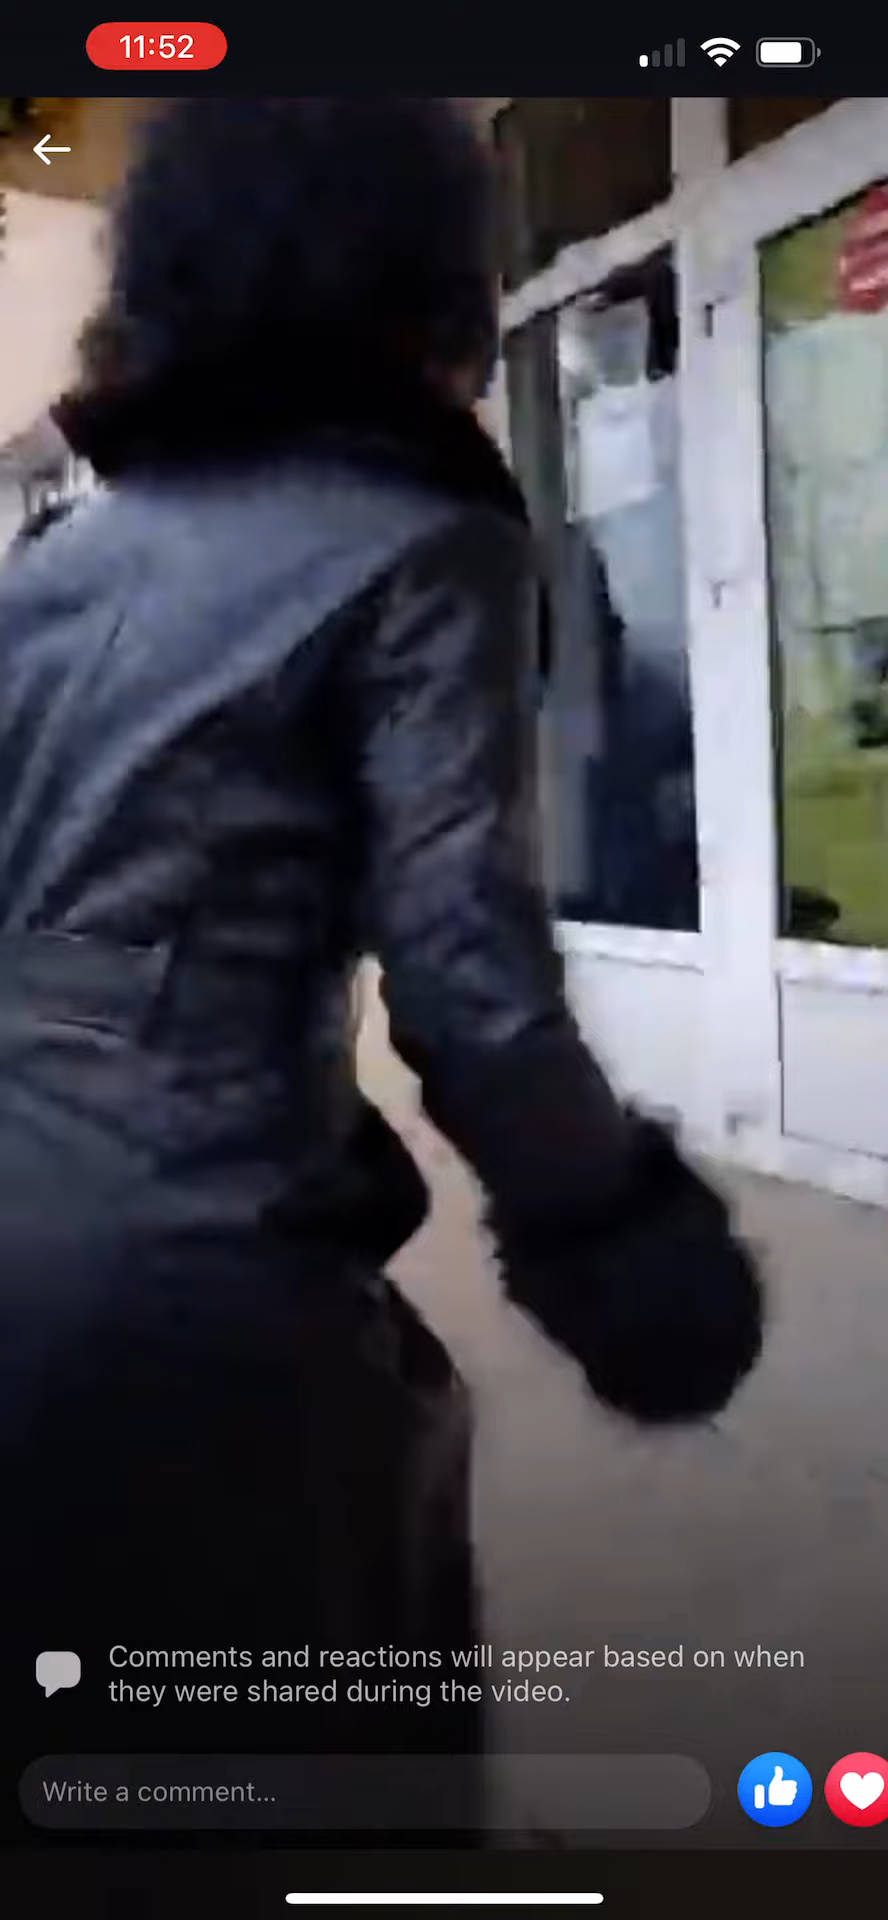 11:52
Comments and reactions will appear based on when
they were shared during the video.
Write a comment...